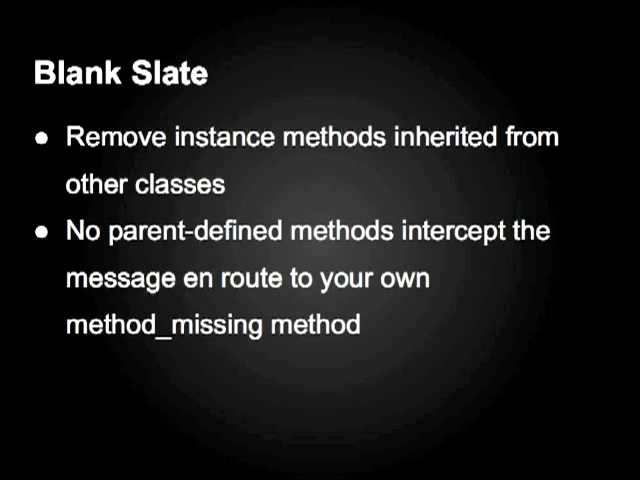 Blank Slate
● Remove instance methods inherited from
other classes
● No parent-defined methods intercept the
message en route to your own
method_missing method